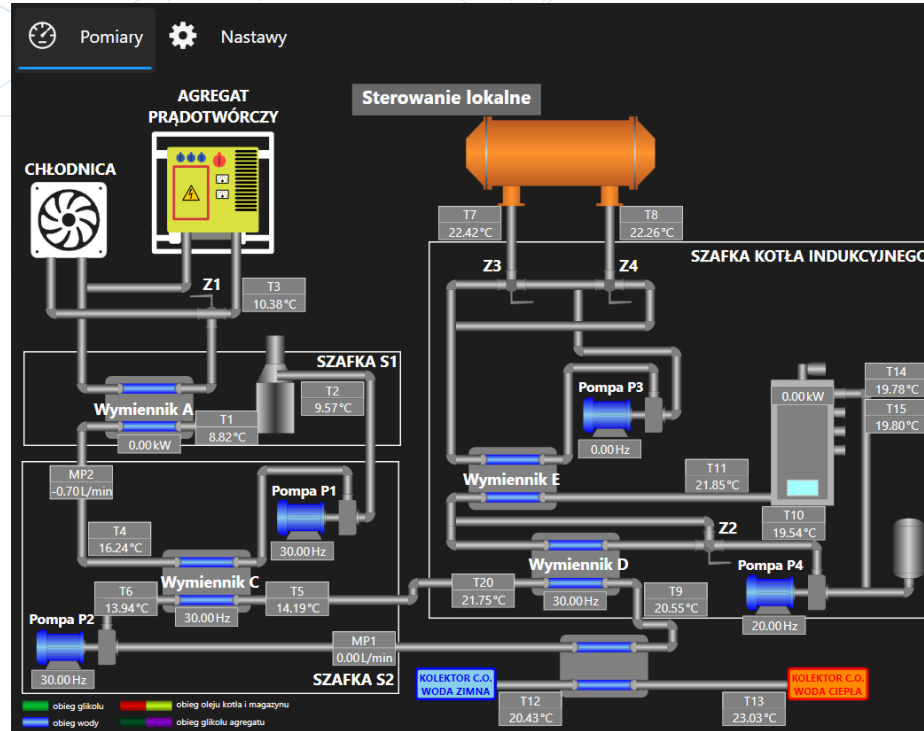 Pomiary
Nastawy
AGREGAT
PRĄDOTWÓRCZY
Sterowanie lokalne
CHŁODNICA
T7
22.42°C
T8
22.26°C
SZAFKA KOTŁA INDUKCYJNEGO
Z3
Z4
Z1
T3
10.38°C
SZAFKA S1
T2
9.57°C
Wymiennik A
T1
8.82°C
0.00kW
Pompa P3
0.00Hz
0.00kW
T14
19.78°C
T15
19.80°C
MP2
-0.70L/min
Pompa P1
30.00Hz
Wymiennik E
T11
21.85°C
T10
19.54°C
Z2
T4
16.24°C
Wymiennik C
30.00Hz
T6
13.94°C
T5
14.19°C
T20
21.75°C
Wymiennik D
30.00Hz
T9
20.55°C
Pompa P4
20.00Hz
Pompa P2
30.00Hz
MP1
0.00L/min
SZAFKA S2
KOLEKTOR C.O.
WODA ZIMNA
T12
20.43°C
T13
23.03°C
KOLEKTOR C.O.
WODA CIEPŁA
obieg glikolu
obieg oleju kotła i magazynu
obieg wody
obieg glikolu agregatu